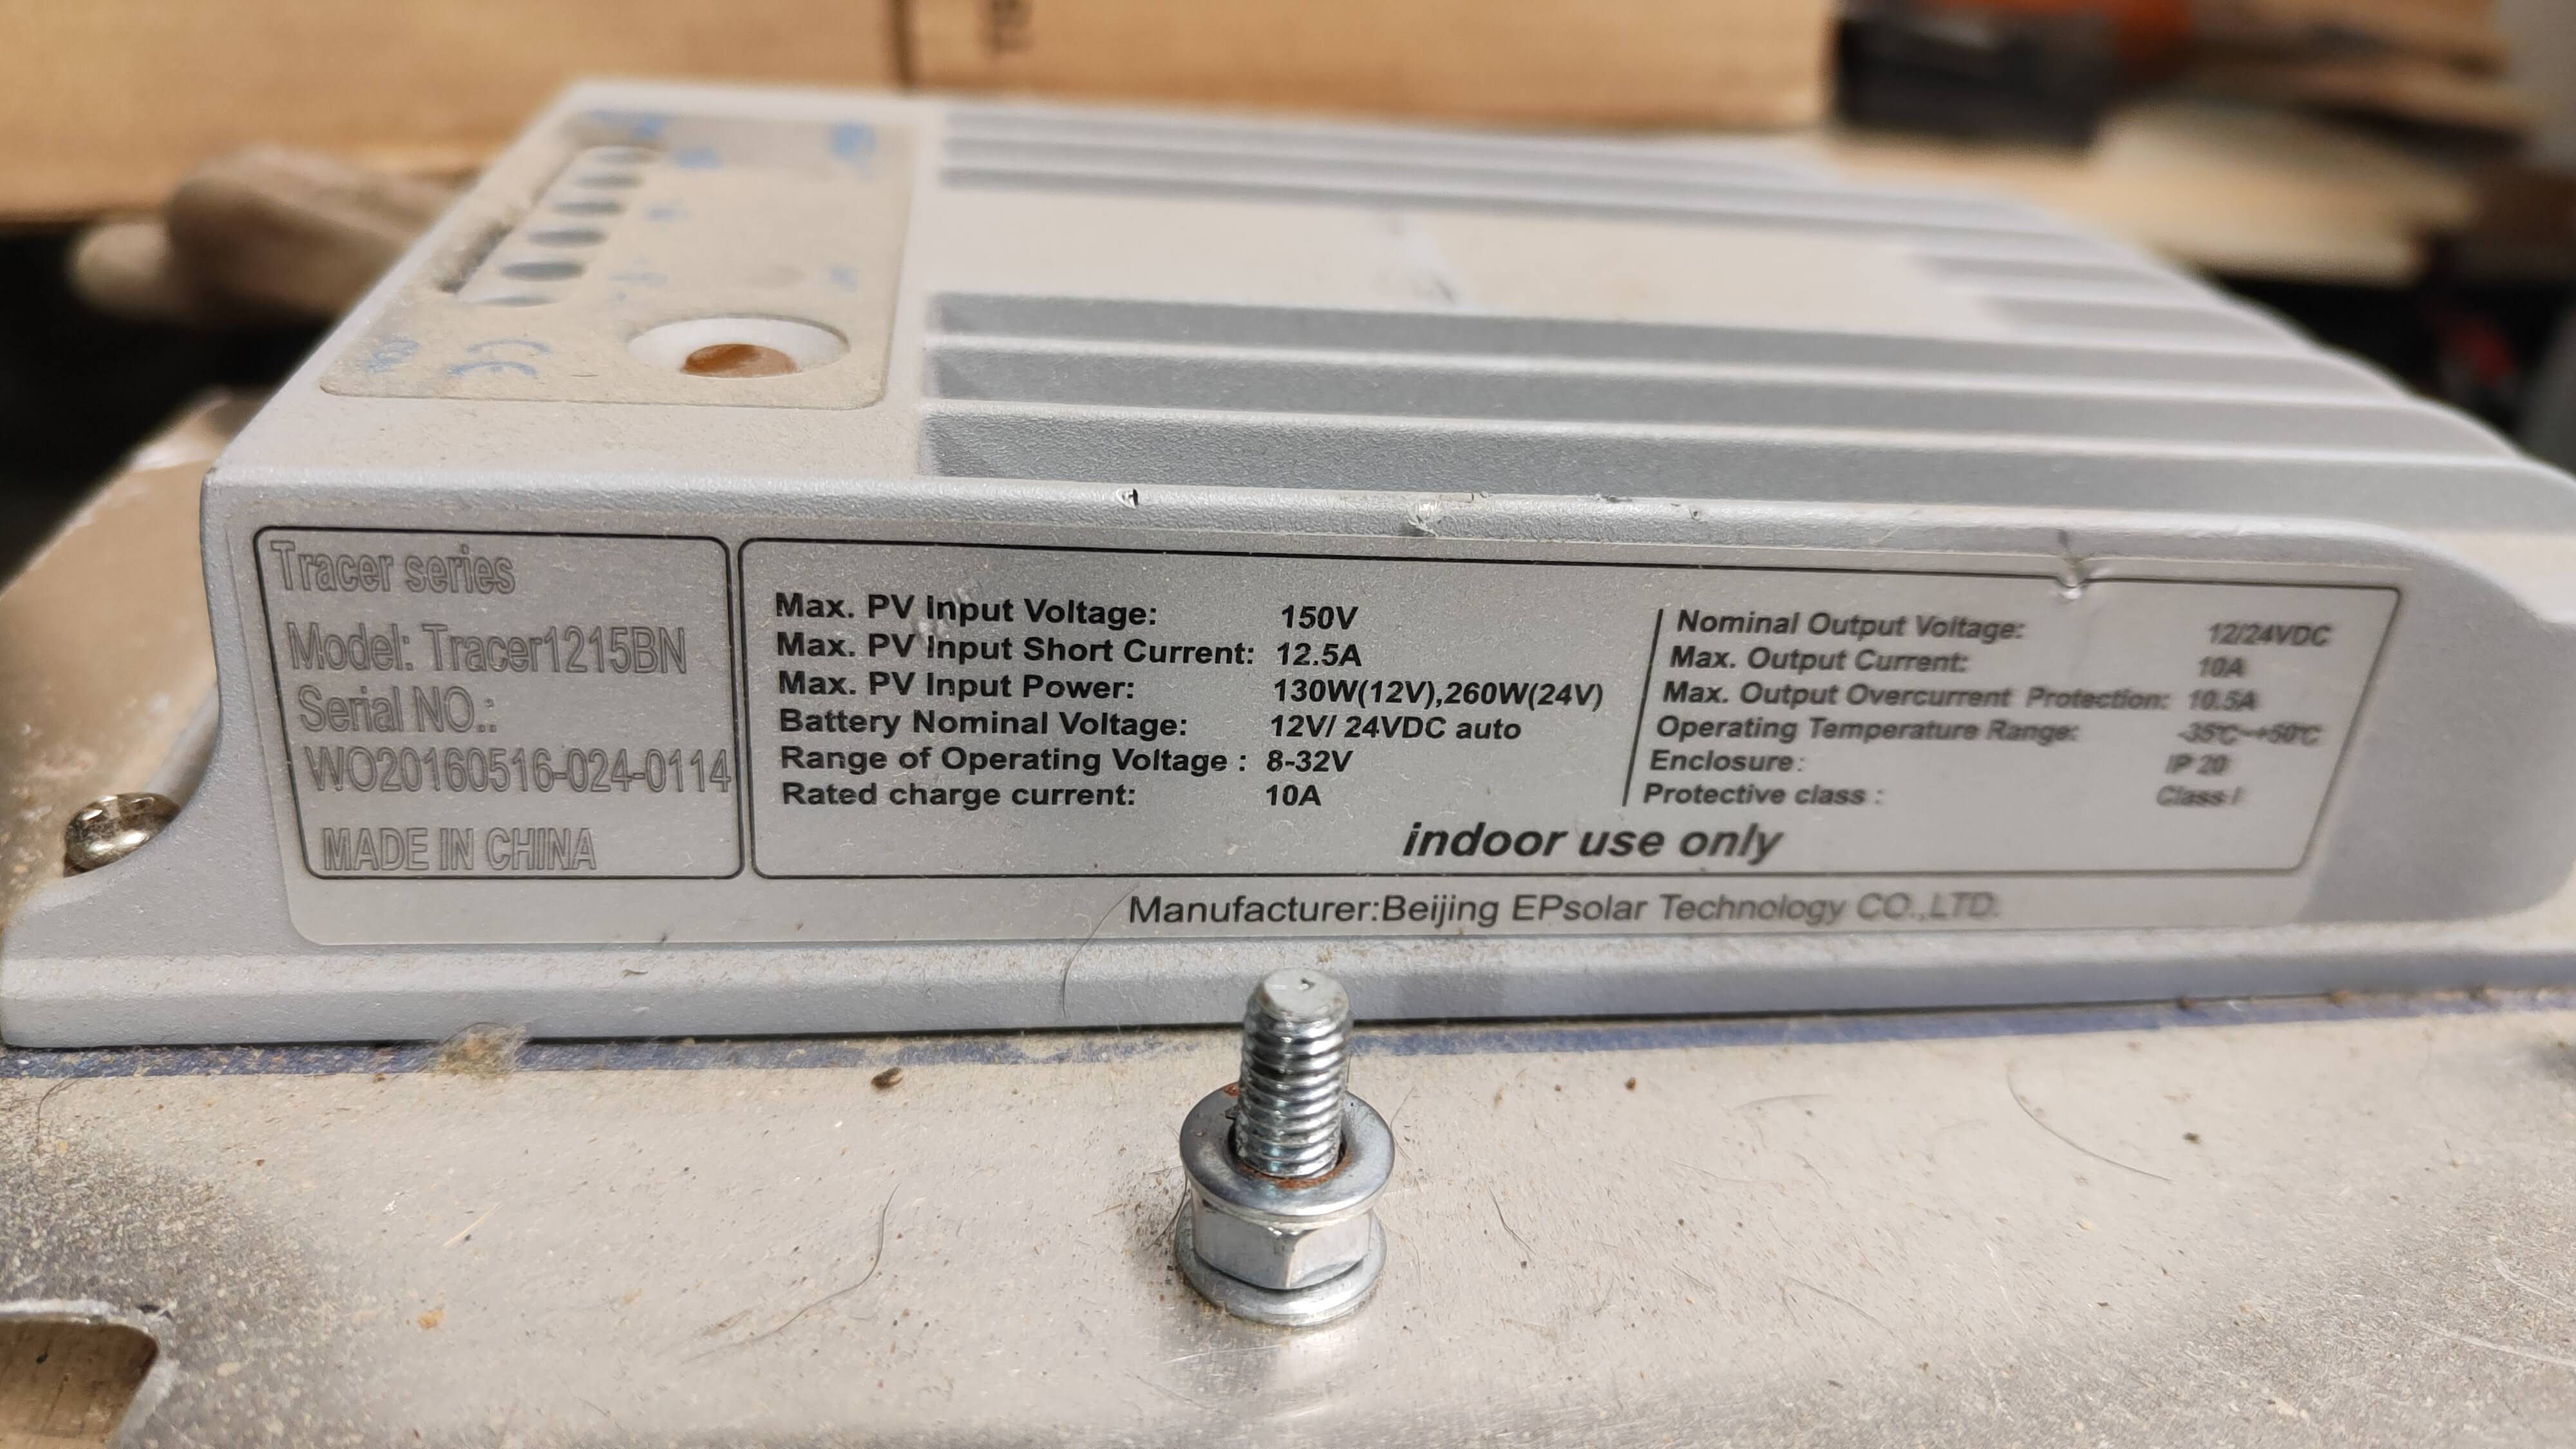 Tracer series
Model: Tracer1215BN
Serial NO.:
WO20160516-024-0114
MADE IN CHINA
Max. PV Input Voltage: 150V
Max. PV Input Short Current: 12.5A
Max. PV Input Power: 130W(12V),260W(24V)
Battery Nominal Voltage: 12V/ 24VDC auto
Range of Operating Voltage : 8-32V
Rated charge current: 10A
Nominal Output Voltage: 12/24VDC
Max. Output Current: 10A
Max. Output Overcurrent Protection: 10.5A
Operating Temperature Range: -35℃~+50℃
Enclosure: IP 20
Protective class : Class I
indoor use only
Manufacturer:Beijing EPsolar Technology CO.,LTD.
CE